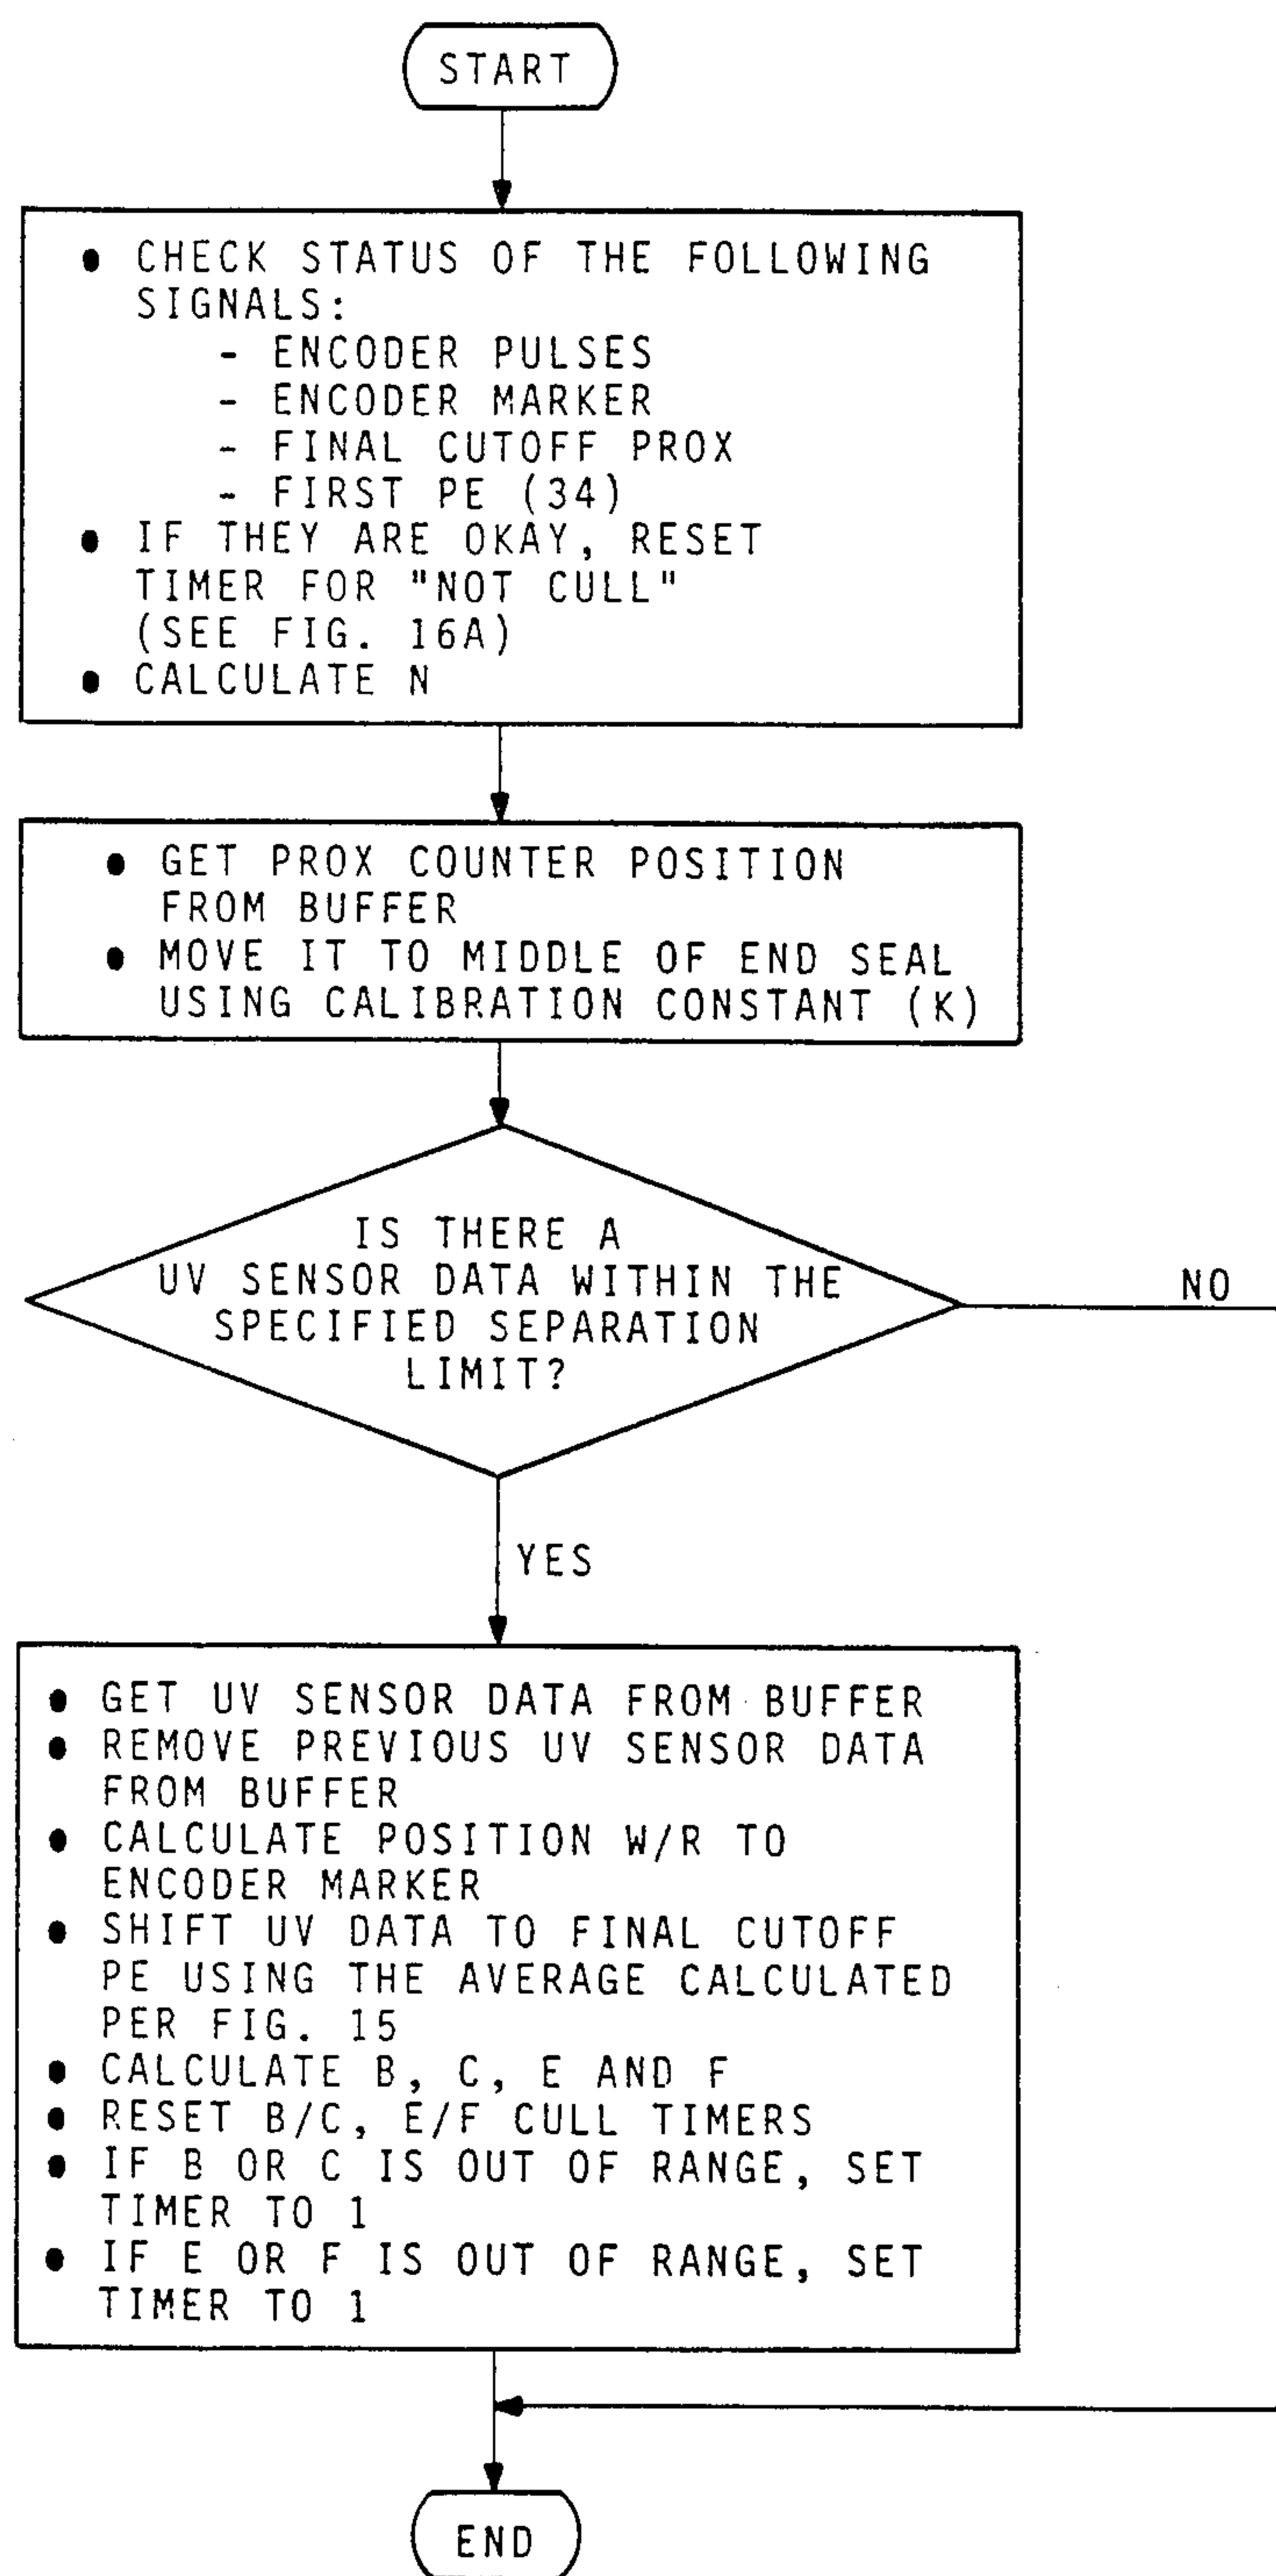 START
• CHECK STATUS OF THE FOLLOWING
SIGNALS:
- ENCODER PULSES
- ENCODER MARKER
- FINAL CUTOFF PROX
- FIRST PE (34)
• IF THEY ARE OKAY, RESET
TIMER FOR "NOT CULL"
(SEE FIG. 16A)
• CALCULATE N
• GET PROX COUNTER POSITION
FROM BUFFER
• MOVE IT TO MIDDLE OF END SEAL
USING CALIBRATION CONSTANT (K)
IS THERE A
UV SENSOR DATA WITHIN THE
SPECIFIED SEPARATION
LIMIT?
NO
YES
• GET UV SENSOR DATA FROM BUFFER
• REMOVE PREVIOUS UV SENSOR DATA
FROM BUFFER
• CALCULATE POSITION W/R TO
ENCODER MARKER
• SHIFT UV DATA TO FINAL CUTOFF
PE USING THE AVERAGE CALCULATED
PER FIG. 15
• CALCULATE B, C, E AND F
• RESET B/C, E/F CULL TIMERS
• IF B OR C IS OUT OF RANGE, SET
TIMER TO 1
• IF E OR F IS OUT OF RANGE, SET
TIMER TO 1
END